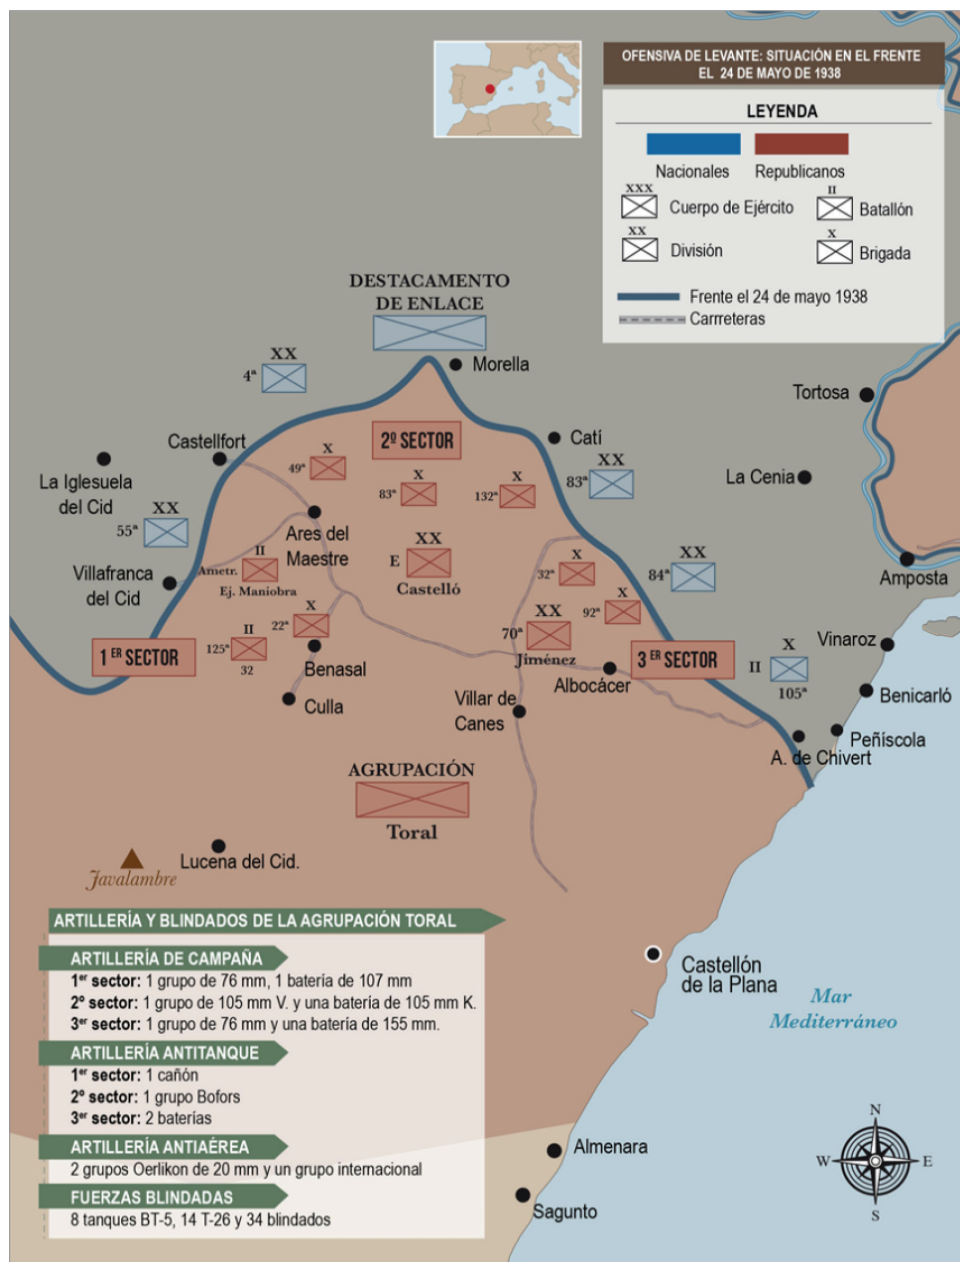 OFENSIVA DE LEVANTE: SITUACIÓN EN EL FRENTE
EL 24 DE MAYO DE 1938
LEYENDA
Nacionales
Republicanos
XXX
Cuerpo de Ejército
II
Batallón
XX
División
X
Brigada
Frente el 24 de mayo 1938
Carrreteras
DESTACAMENTO
DE ENLACE
Morella
XX
4ª
Tortosa
Castellfort
2º SECTOR
Catí
La Iglesuela
del Cid
X
49ª
X
83ª
X
132ª
XX
83ª
La Cenia
XX
55ª
Ares del
Maestre
Villafranca
del Cid
II
Ametr.
Ej. Maniobra
XX
E
Castelló
X
32ª
XX
84ª
Amposta
X
92ª
X
22ª
II
125ª
32
XX
70ª
Jiménez
1 ER SECTOR
Benasal
3 ER SECTOR
Vinaroz
X
II
105ª
Albocácer
Culla
Villar de
Canes
Benicarló
Peñíscola
A. de Chivert
AGRUPACIÓN
Toral
Lucena del Cid.
Javalambre
ARTILLERÍA Y BLINDADOS DE LA AGRUPACIÓN TORAL
ARTILLERÍA DE CAMPAÑA
1er sector: 1 grupo de 76 mm, 1 batería de 107 mm
2º sector: 1 grupo de 105 mm V. y una batería de 105 mm K.
3er sector: 1 grupo de 76 mm y una batería de 155 mm.
ARTILLERÍA ANTITANQUE
1er sector: 1 cañón
2º sector: 1 grupo Bofors
3er sector: 2 baterías
ARTILLERÍA ANTIAÉREA
2 grupos Oerlikon de 20 mm y un grupo internacional
FUERZAS BLINDADAS
8 tanques BT-5, 14 T-26 y 34 blindados
Castellón
de la Plana
Mar
Mediterráneo
Almenara
Sagunto
N
W
E
S